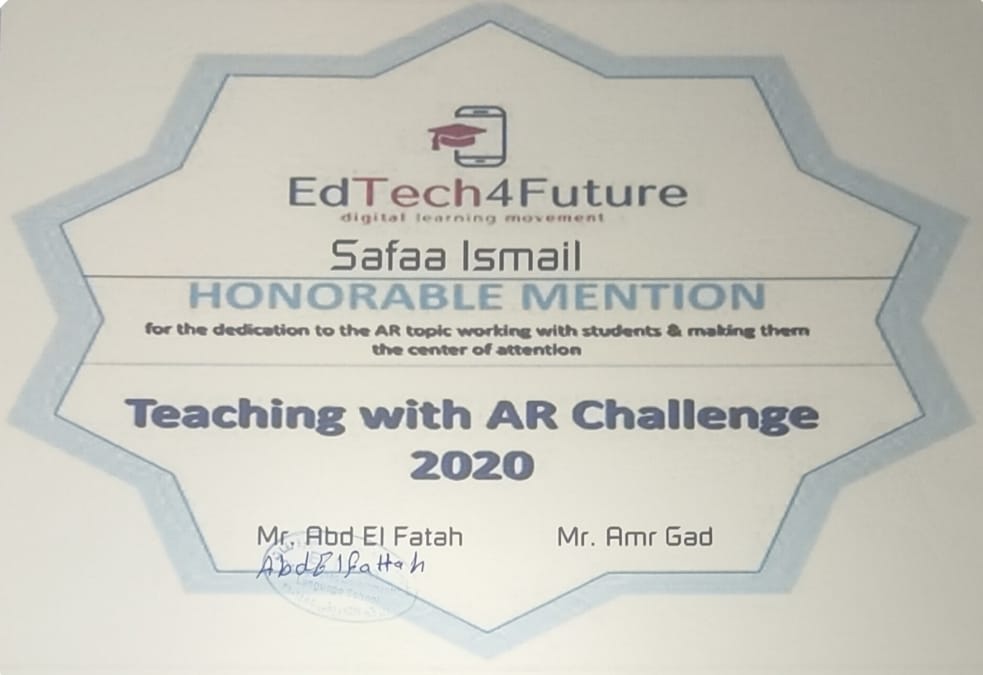 EdTech4Future
digital learning movement
Safaa Ismail
HONORABLE MENTION
for the dedication to the AR topic working with students & making them
the center of attention
Teaching with AR Challenge
2020
Mr. Abd El Fatah Mr. Amr Gad
AbdElfattah
Language School